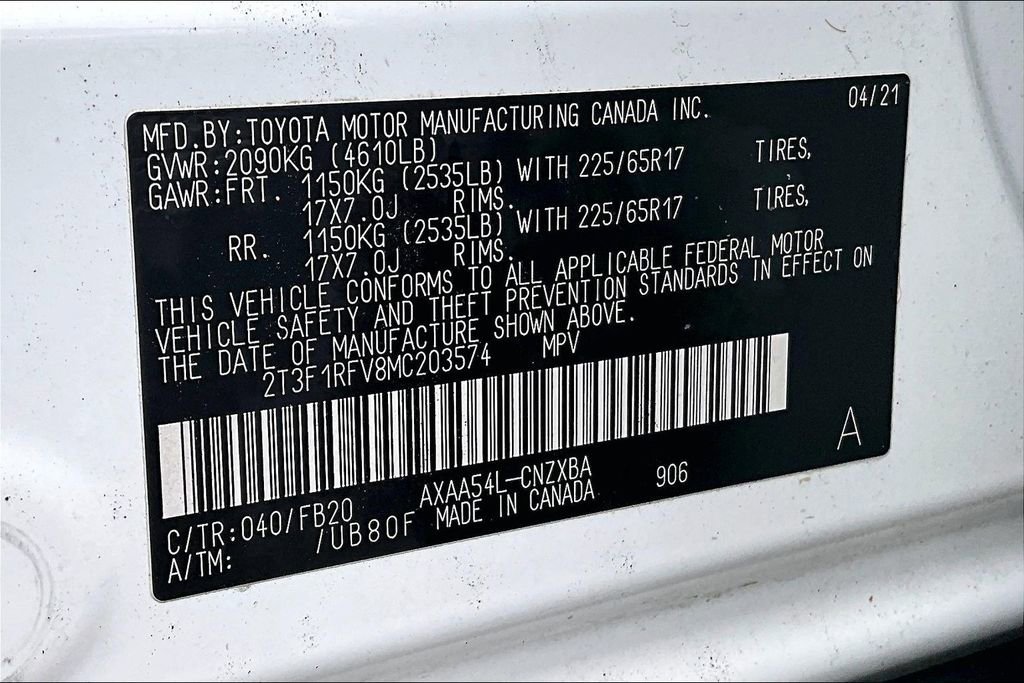 MFD. BY: TOYOTA MOTOR MANUFACTURING CANADA INC. 04/21
GVWR: 2090KG (4610LB)
GAWR: FRT. 1150KG (2535LB) WITH 225/65R17 TIRES,
17X7.0J RIMS.
RR. 1150KG (2535LB) WITH 225/65R17 TIRES,
17X7.0J RIMS.
THIS VEHICLE CONFORMS TO ALL APPLICABLE FEDERAL MOTOR
VEHICLE SAFETY AND THEFT PREVENTION STANDARDS IN EFFECT ON
THE DATE OF MANUFACTURE SHOWN ABOVE.
2T3F1RFV8MC203574 MPV
A
C/TR: 040/FB20 AXAA54L-CNZXBA 906
A/TM: /UB80F MADE IN CANADA